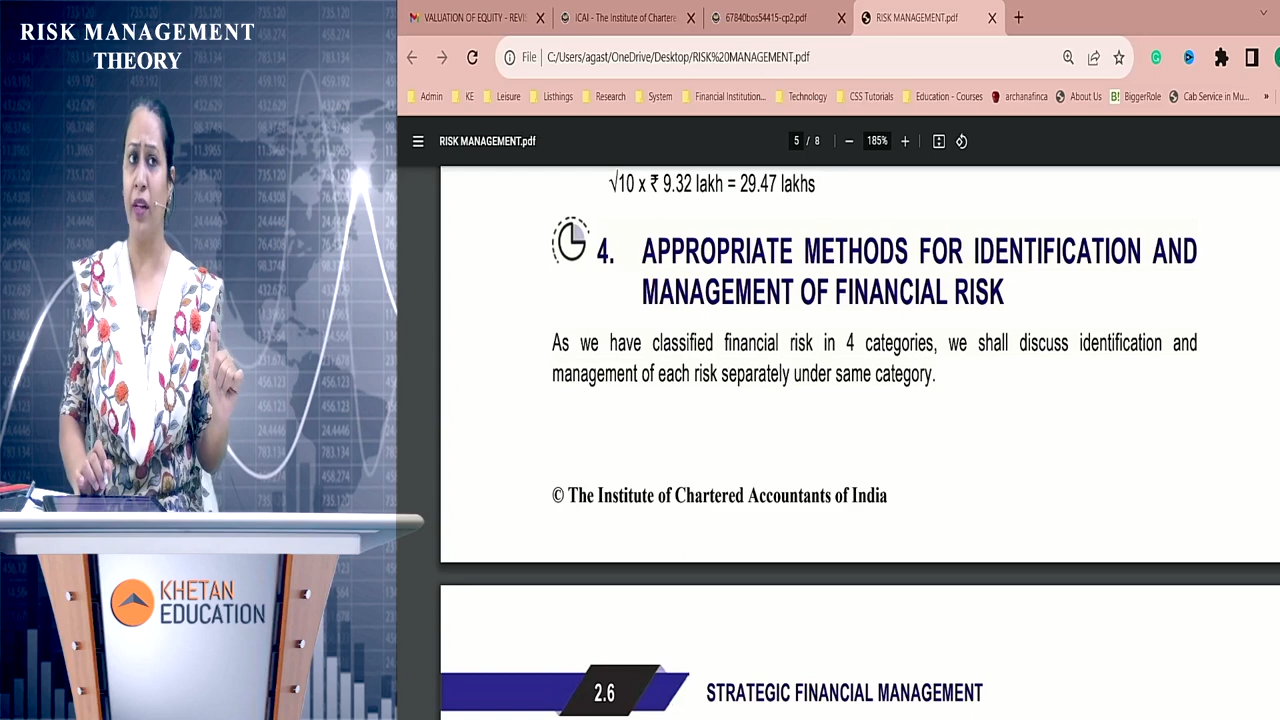 RISK MANAGEMENT
THEORY
VALUATION OF EQUITY - REVI
ICAI - The Institute of Charter
67840bos54415-cp2.pdf
RISK MANAGEMENT.pdf
File
C:/Users/agast/OneDrive/Desktop/RISK%20MANAGEMENT.pdf
Admin
KE
Leisure
Listhings
Research
System
Financial Institution...
Technology
CSS Tutorials
Education - Courses
archanafinca
About Us
B!
BiggerRole
Cab Service in Mu...
»
RISK MANAGEMENT.pdf
5 / 8
185%
√10 x ₹ 9.32 lakh = 29.47 lakhs
4. APPROPRIATE METHODS FOR IDENTIFICATION AND
MANAGEMENT OF FINANCIAL RISK
As we have classified financial risk in 4 categories, we shall discuss identification and
management of each risk separately under same category.
© The Institute of Chartered Accountants of India
2.6
STRATEGIC FINANCIAL MANAGEMENT
KHETAN
EDUCATION